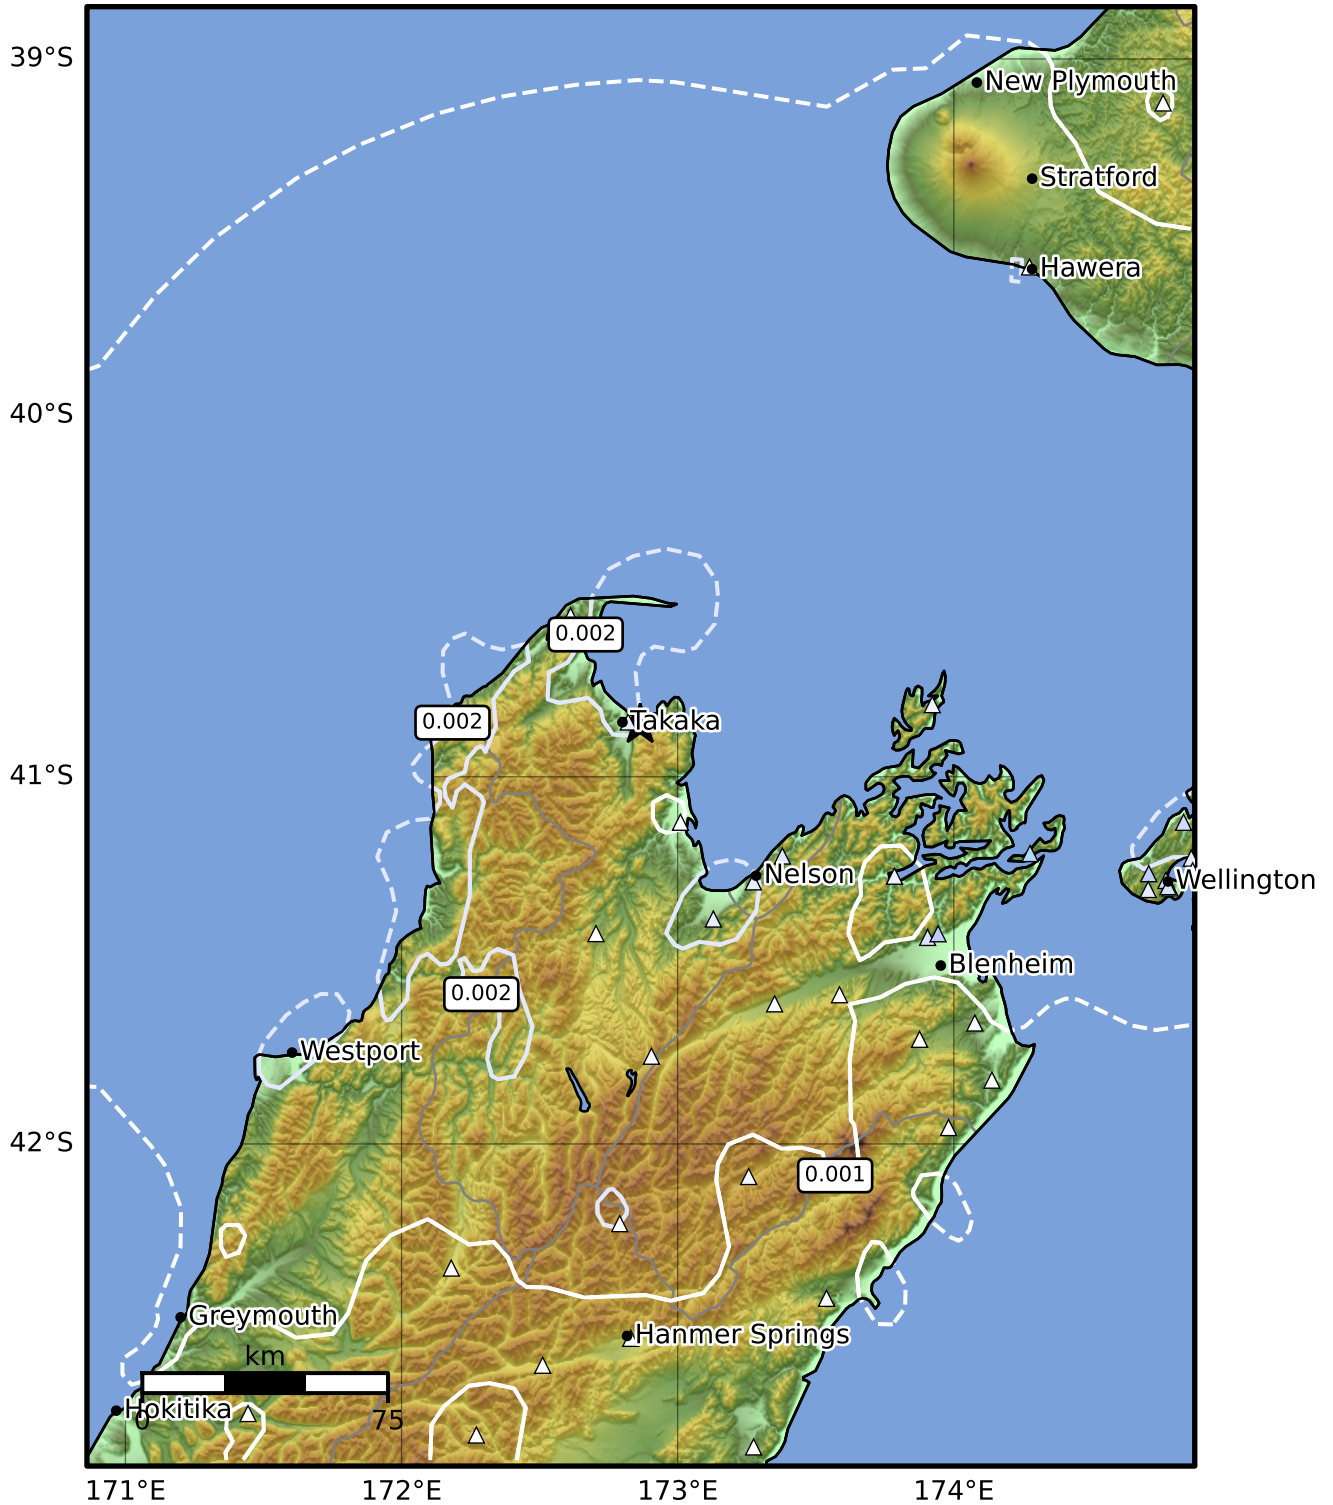 39°S
New Plymouth
Stratford
Hawera
40°S
0.002
0.002
Takaka
41°S
Nelson
Wellington
Blenheim
0.002
Westport
42°S
0.001
Greymouth
Hanmer Springs
km
Hokitika
0
75
171°E
172°E
173°E
174°E